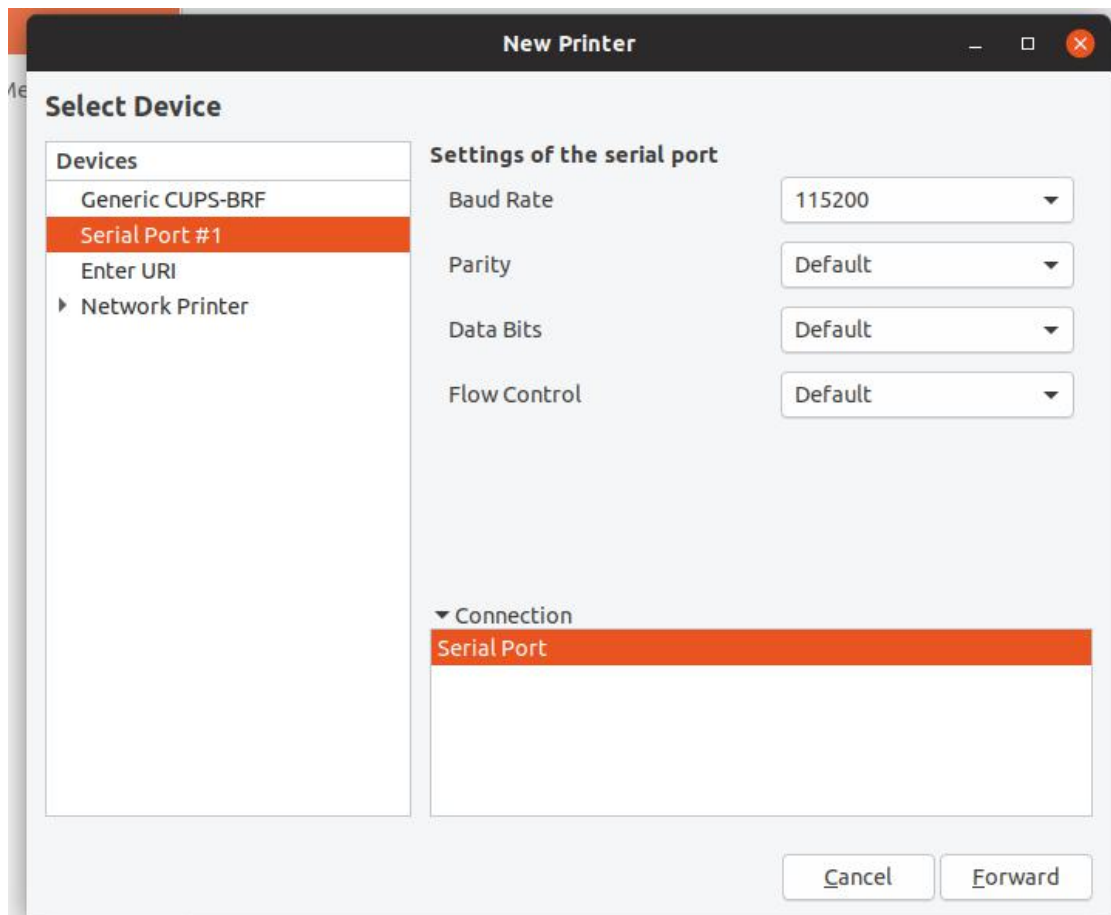 New Printer
Me
Select Device
Devices
Generic CUPS-BRF
Serial Port #1
Enter URI
Network Printer
Settings of the serial port
Baud Rate 115200
Parity Default
Data Bits Default
Flow Control Default
Connection
Serial Port
Cancel Forward